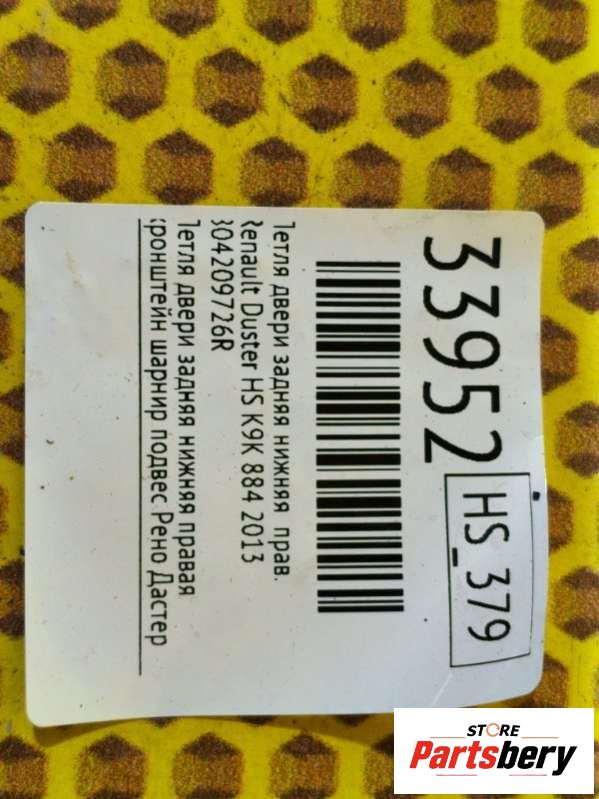 33952
HS_379
Петля двери задняя нижняя прав.
Renault Duster HS K9K 884 2013
804209726R
Петля двери задняя нижняя правая
кронштейн шарнир подвес Рено Дастер
STORE
Partsbery